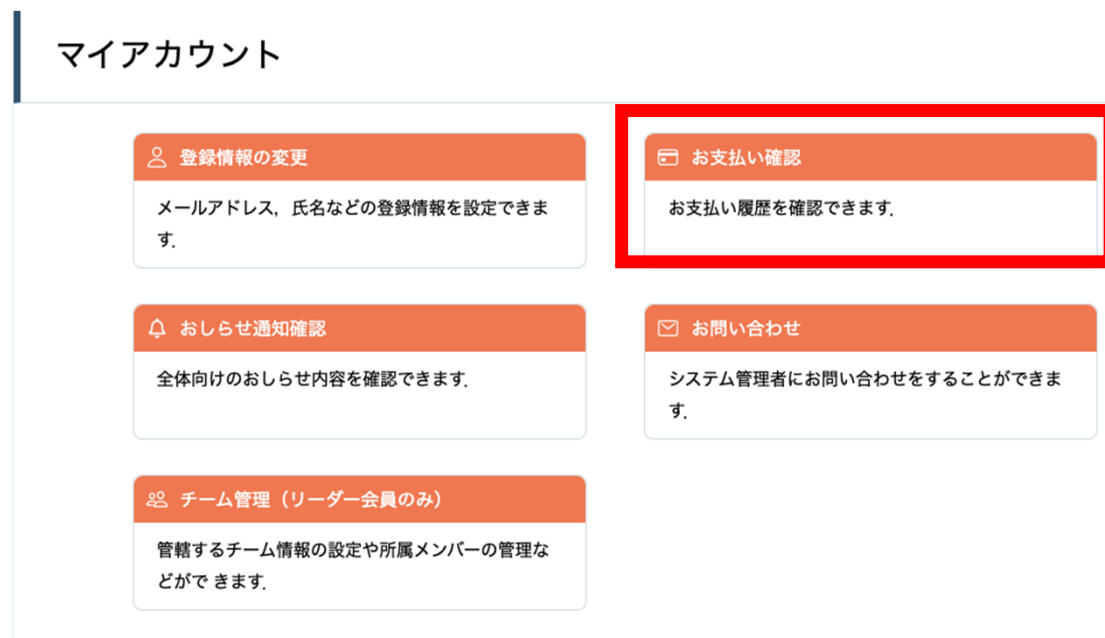 マイアカウント
登録情報の変更
メールアドレス，氏名などの登録情報を設定できま
す．
お支払い確認
お支払い履歴を確認できます．
おしらせ通知確認
全体向けのおしらせ内容を確認できます．
お問い合わせ
システム管理者にお問い合わせをすることができま
す．
チーム管理（リーダー会員のみ）
管轄するチーム情報の設定や所属メンバーの管理な
どがで きます．